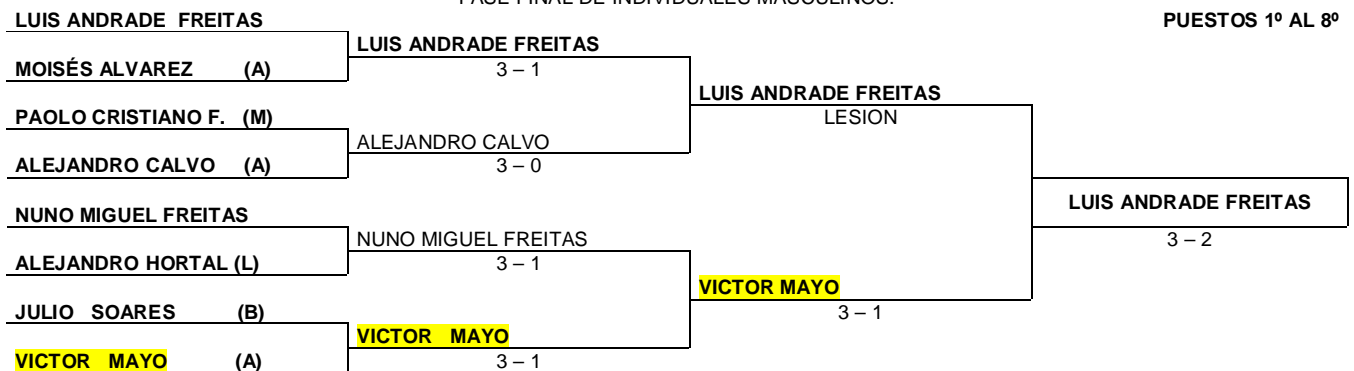 FASE FINAL DE INDIVIDUALES MASCULINOS.
PUESTOS 1º AL 8º
LUIS ANDRADE FREITAS
MOISÉS ALVAREZ (A)
PAOLO CRISTIANO F. (M)
ALEJANDRO CALVO (A)
NUNO MIGUEL FREITAS
ALEJANDRO HORTAL (L)
JULIO SOARES (B)
VICTOR MAYO (A)
LUIS ANDRADE FREITAS
3 – 1
ALEJANDRO CALVO
3 – 0
NUNO MIGUEL FREITAS
3 – 1
VICTOR MAYO
3 – 1
LUIS ANDRADE FREITAS
LESION
VICTOR MAYO
3 – 1
LUIS ANDRADE FREITAS
3 – 2